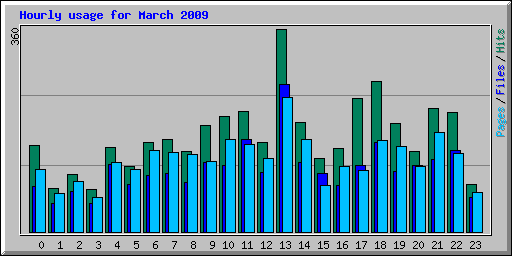 Hourly usage for March 2009
360
Pages / Files / Hits
0 1 2 3 4 5 6 7 8 9 10 11 12 13 14 15 16 17 18 19 20 21 22 23